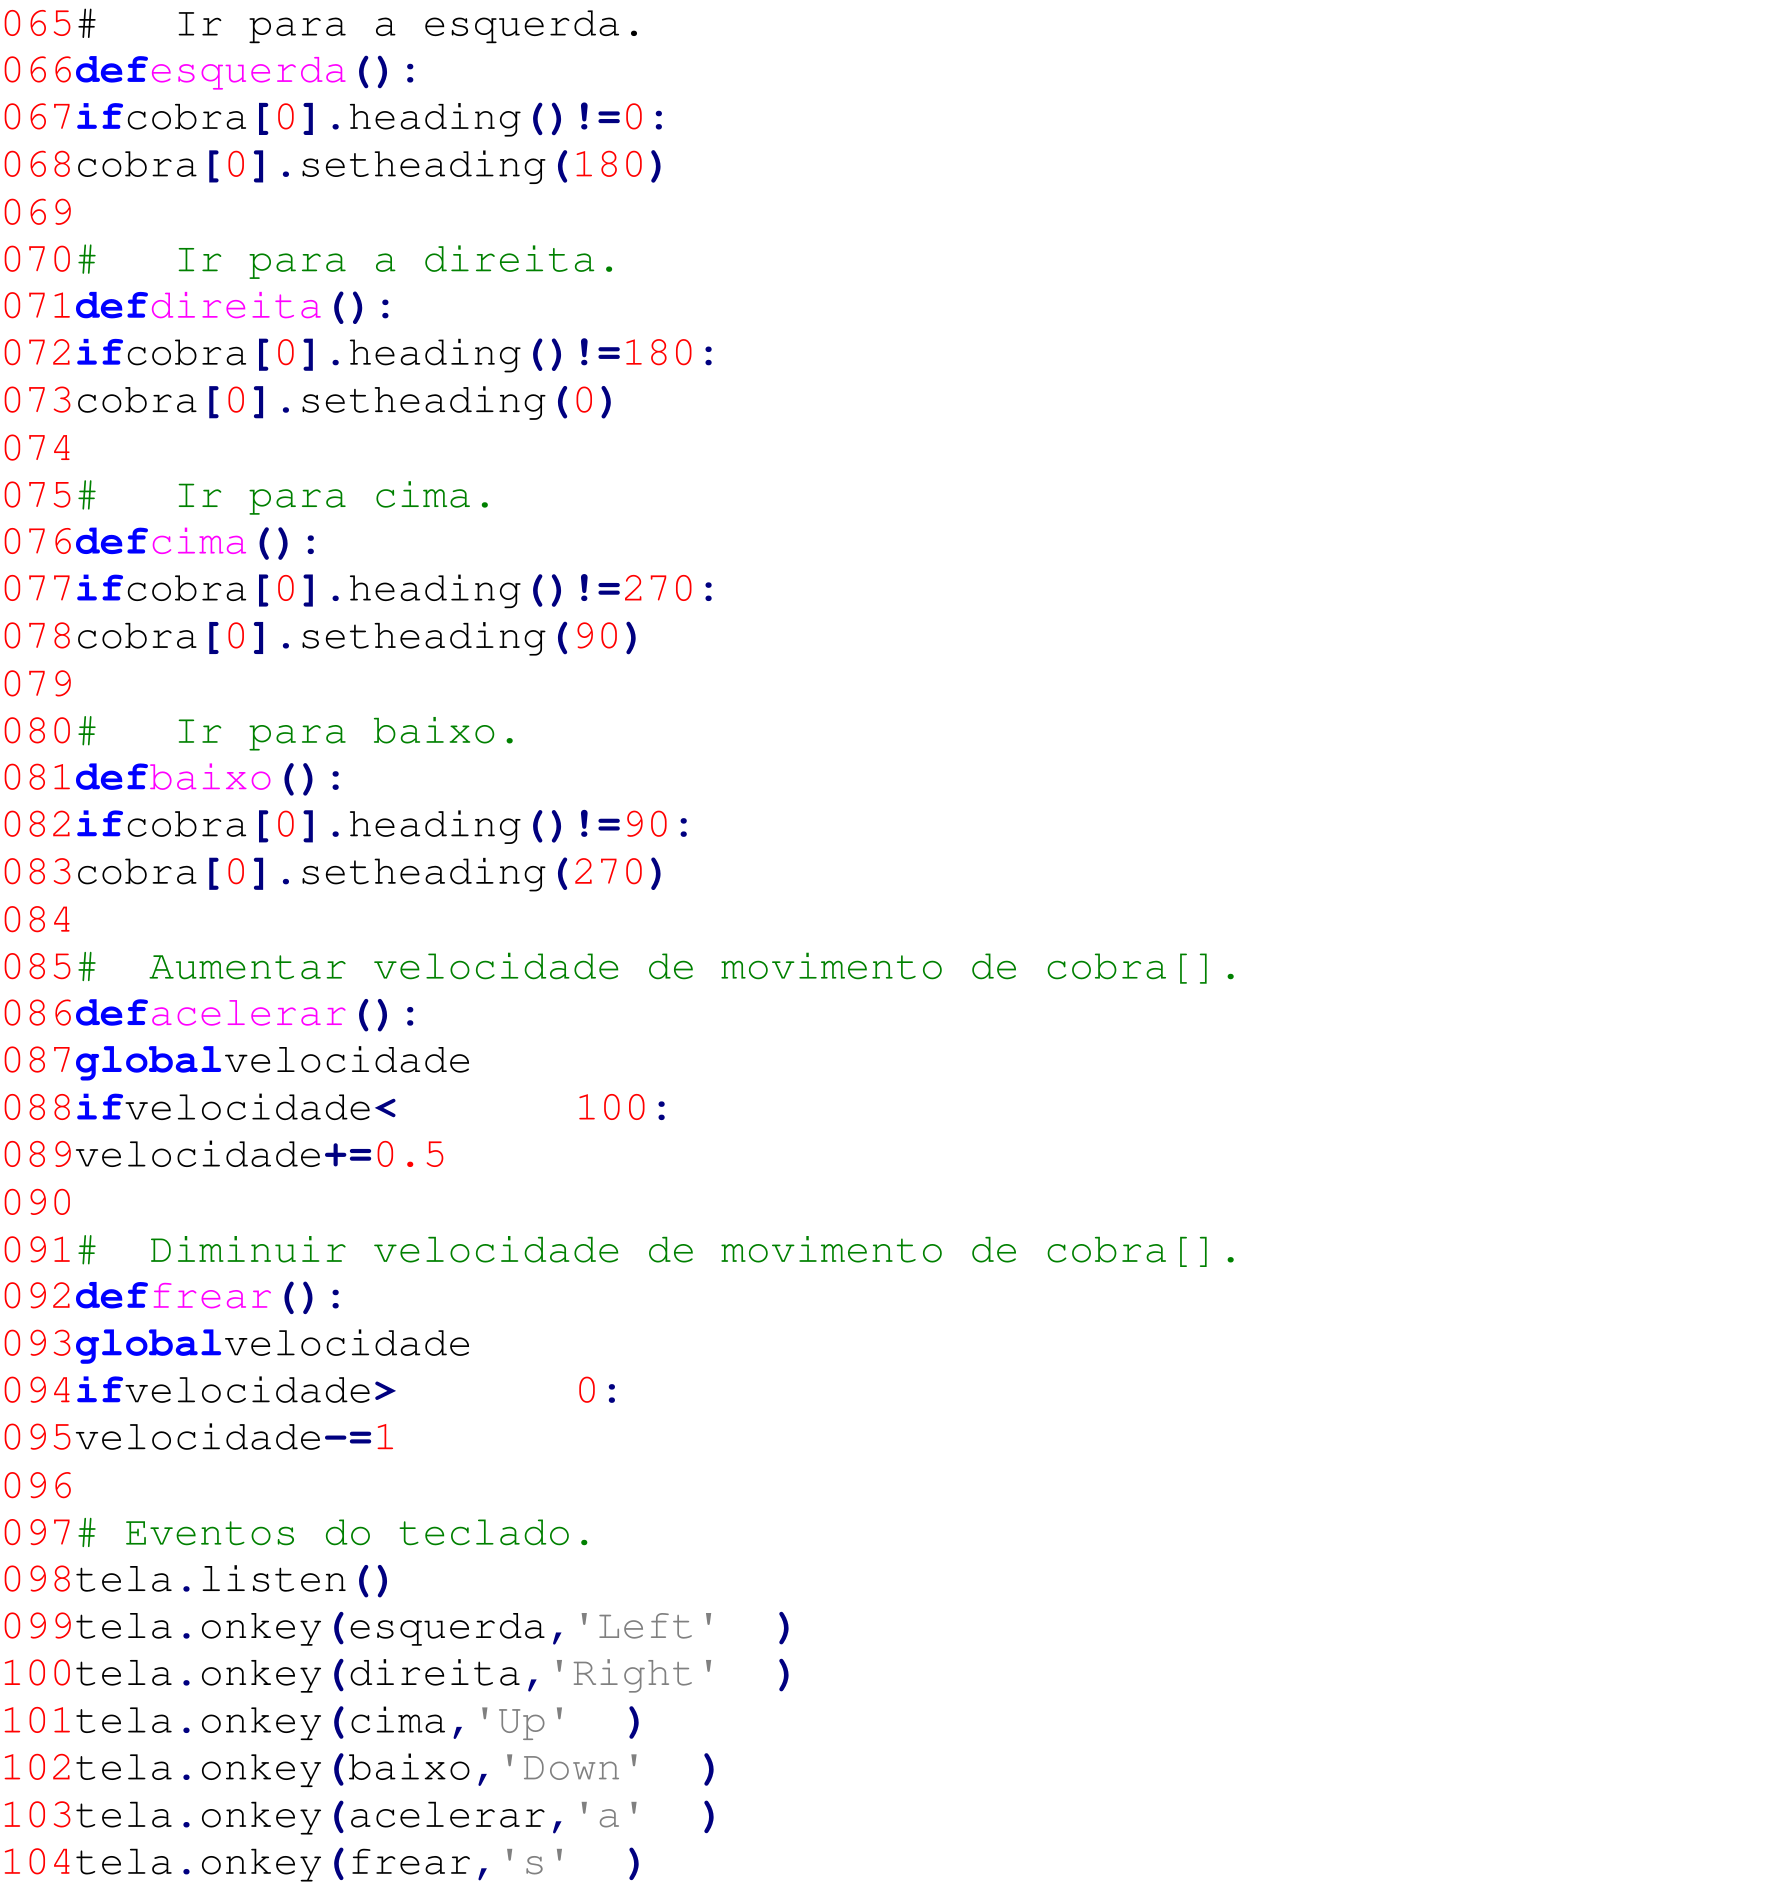 065#   Ir para a esquerda.
066defesquerda():
067ifcobra[0].heading()!=0:
068cobra[0].setheading(180)
069
070#   Ir para a direita.
071defdireita():
072ifcobra[0].heading()!=180:
073cobra[0].setheading(0)
074
075#   Ir para cima.
076defcima():
077ifcobra[0].heading()!=270:
078cobra[0].setheading(90)
079
080#   Ir para baixo.
081defbaixo():
082ifcobra[0].heading()!=90:
083cobra[0].setheading(270)
084
085#  Aumentar velocidade de movimento de cobra[].
086defacelerar():
087globalvelocidade
088ifvelocidade<       100:
089velocidade+=0.5
090
091#  Diminuir velocidade de movimento de cobra[].
092deffrear():
093globalvelocidade
094ifvelocidade>       0:
095velocidade-=1
096
097# Eventos do teclado.
098tela.listen()
099tela.onkey(esquerda,'Left'  )
100tela.onkey(direita,'Right'  )
101tela.onkey(cima,'Up'  )
102tela.onkey(baixo,'Down'  )
103tela.onkey(acelerar,'a'  )
104tela.onkey(frear,'s'  )